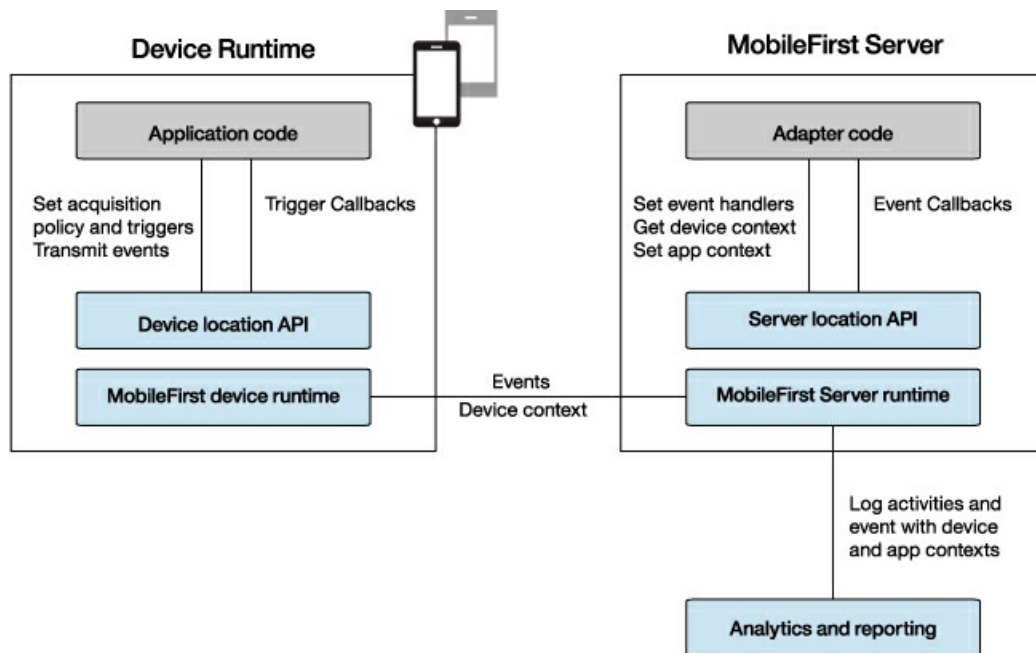 Device Runtime
MobileFirst Server
Application code
Adapter code
Set acquisition
policy and triggers
Transmit events
Trigger Callbacks
Set event handlers
Get device context
Set app context
Event Callbacks
Device location API
Server location API
MobileFirst device runtime
Events
Device context
MobileFirst Server runtime
Log activities and
event with device
and app contexts
Analytics and reporting